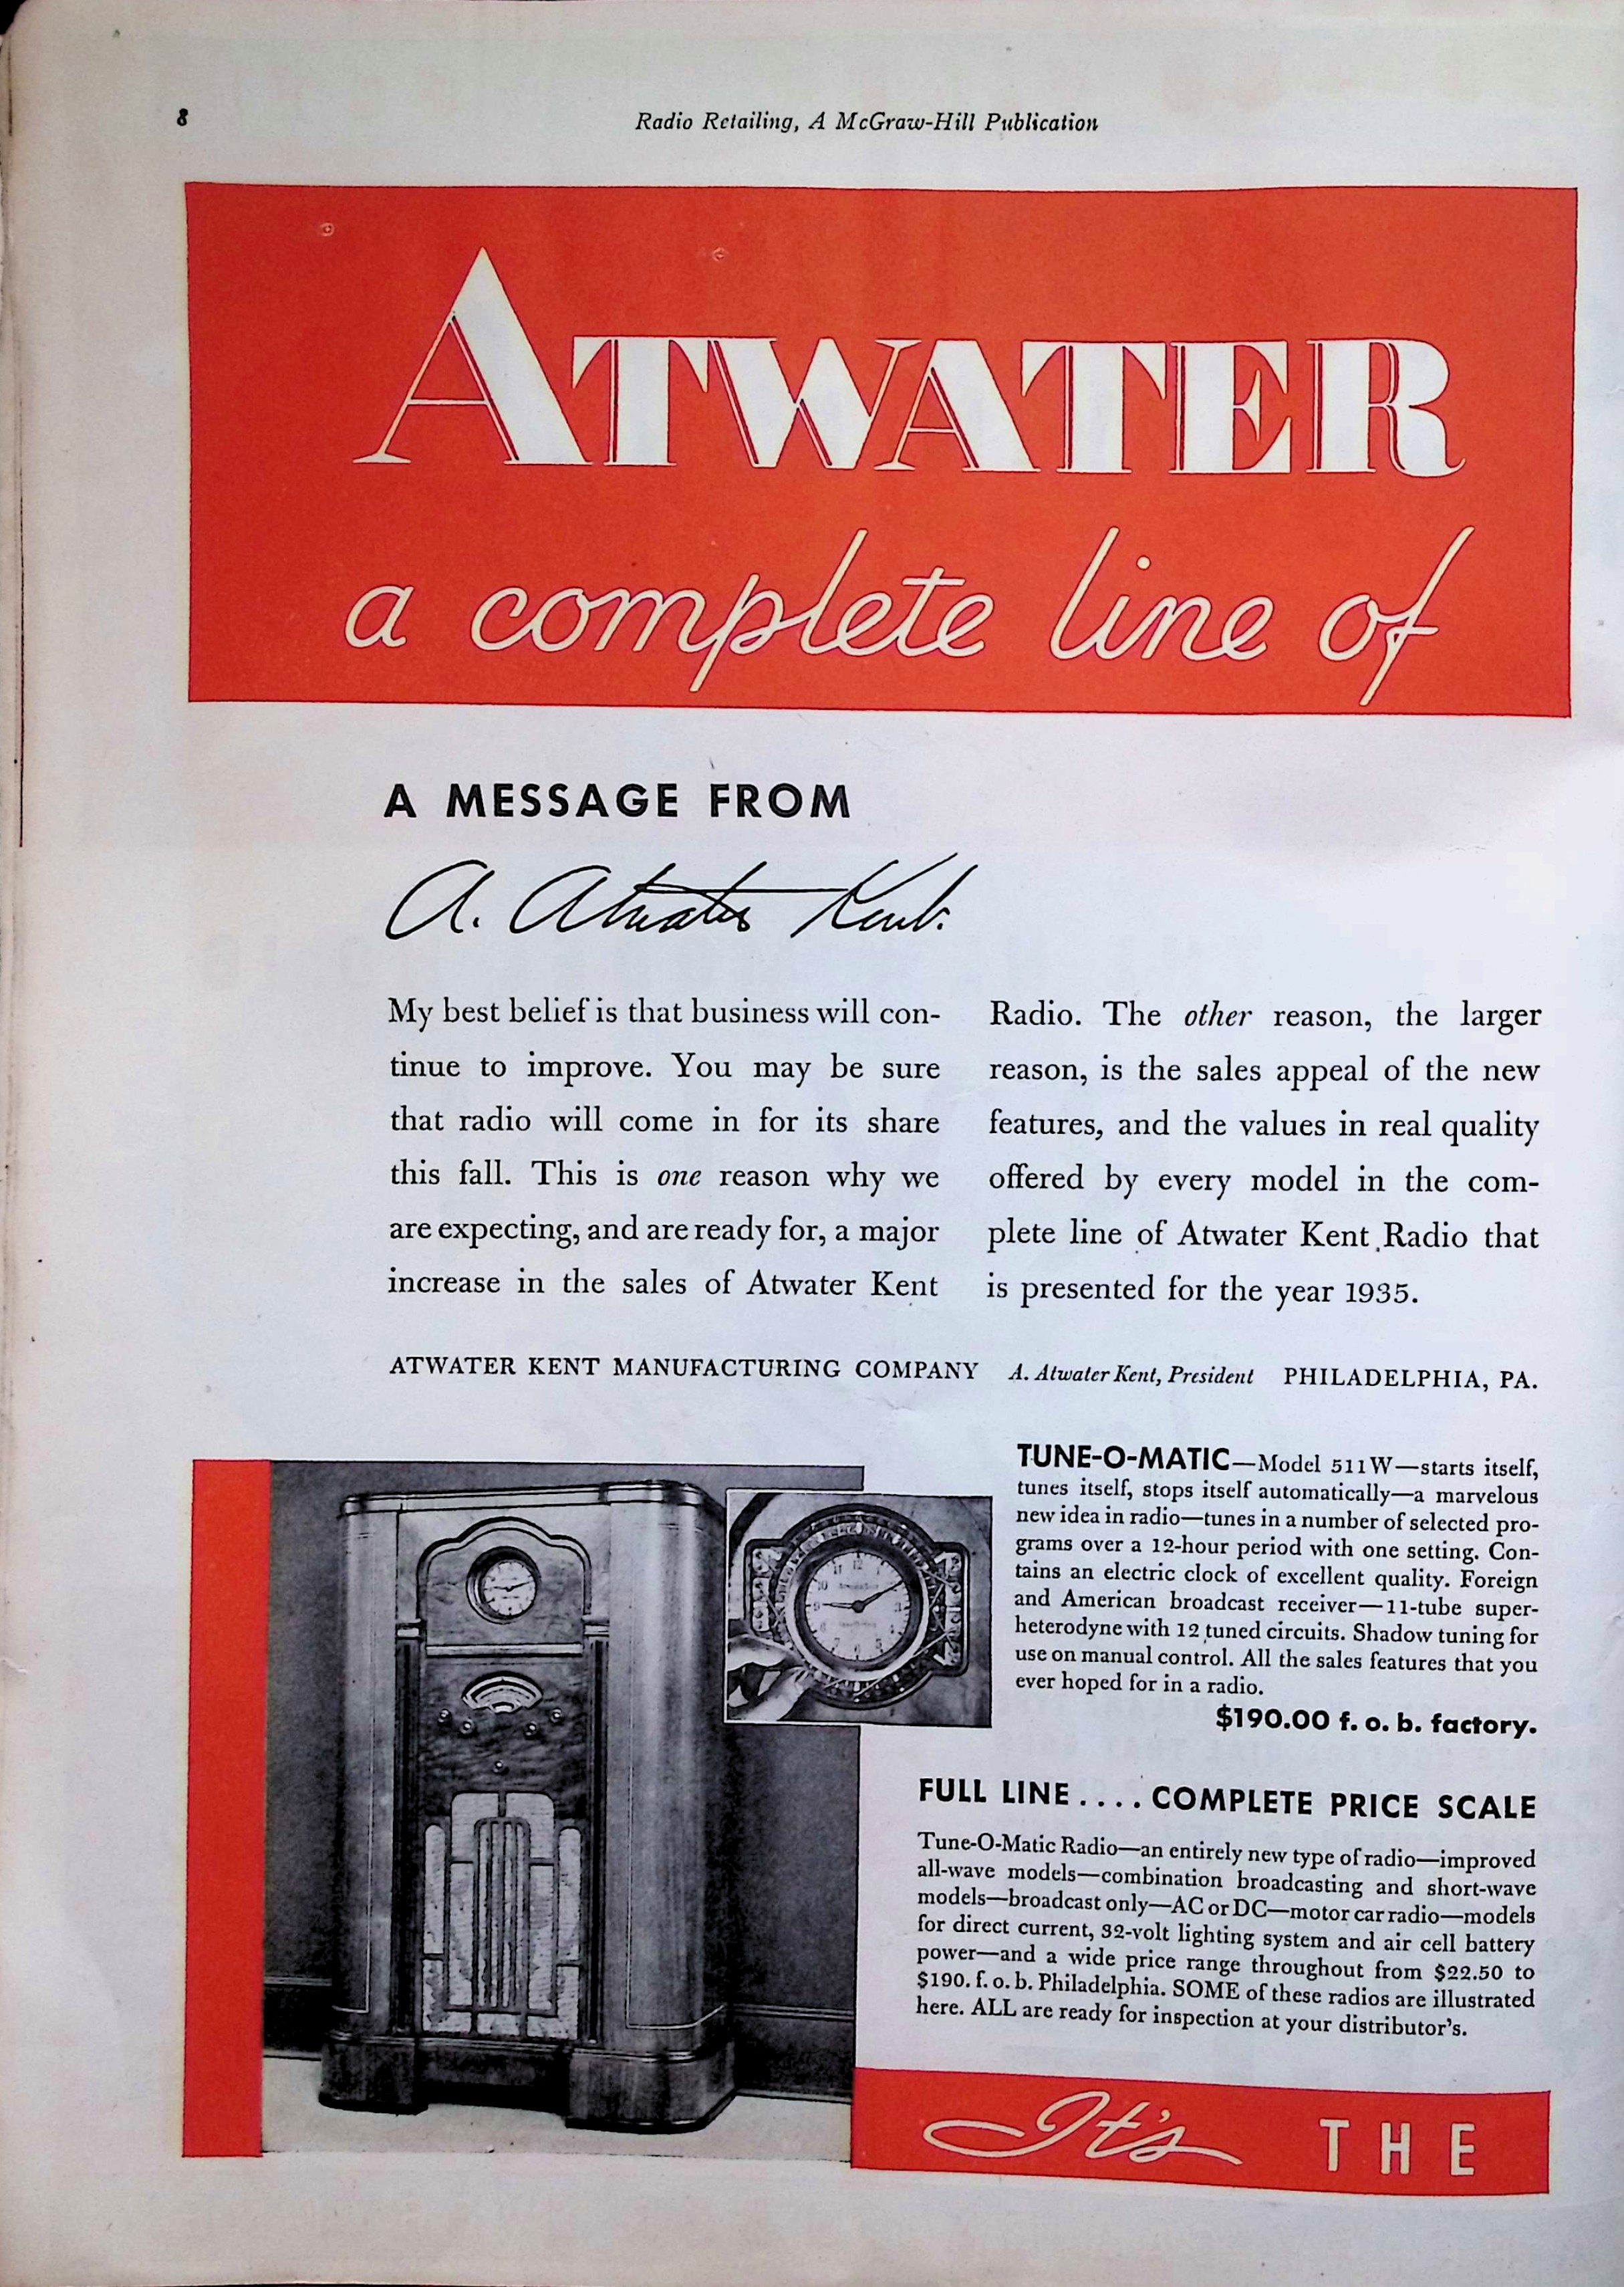 8
Radio Retailing, A McGraw-Hill Publication
ATWATER
a complete line of
A MESSAGE FROM
A. Atwater Kent.
My best belief is that business will con-
tinue to improve. You may be sure
that radio will come in for its share
this fall. This is one reason why we
are expecting, and are ready for, a major
increase in the sales of Atwater Kent
Radio. The other reason, the larger
reason, is the sales appeal of the new
features, and the values in real quality
offered by every model in the com-
plete line of Atwater Kent Radio that
is presented for the year 1935.
ATWATER KENT MANUFACTURING COMPANY A. Atwater Kent, President PHILADELPHIA, PA.
TUNE-O-MATIC—Model 511W—starts itself,
tunes itself, stops itself automatically—a marvelous
new idea in radio—tunes in a number of selected pro-
grams over a 12-hour period with one setting. Con-
tains an electric clock of excellent quality. Foreign
and American broadcast receiver—11-tube super-
heterodyne with 12 tuned circuits. Shadow tuning for
use on manual control. All the sales features that you
ever hoped for in a radio.
$190.00 f. o. b. factory.
FULL LINE .... COMPLETE PRICE SCALE
Tune-O-Matic Radio—an entirely new type of radio—improved
all-wave models—combination broadcasting and short-wave
models—broadcast only—AC or DC—motor car radio—models
for direct current, 32-volt lighting system and air cell battery
power—and a wide price range throughout from $22.50 to
$190. f. o. b. Philadelphia. SOME of these radios are illustrated
here. ALL are ready for inspection at your distributor's.
It's THE